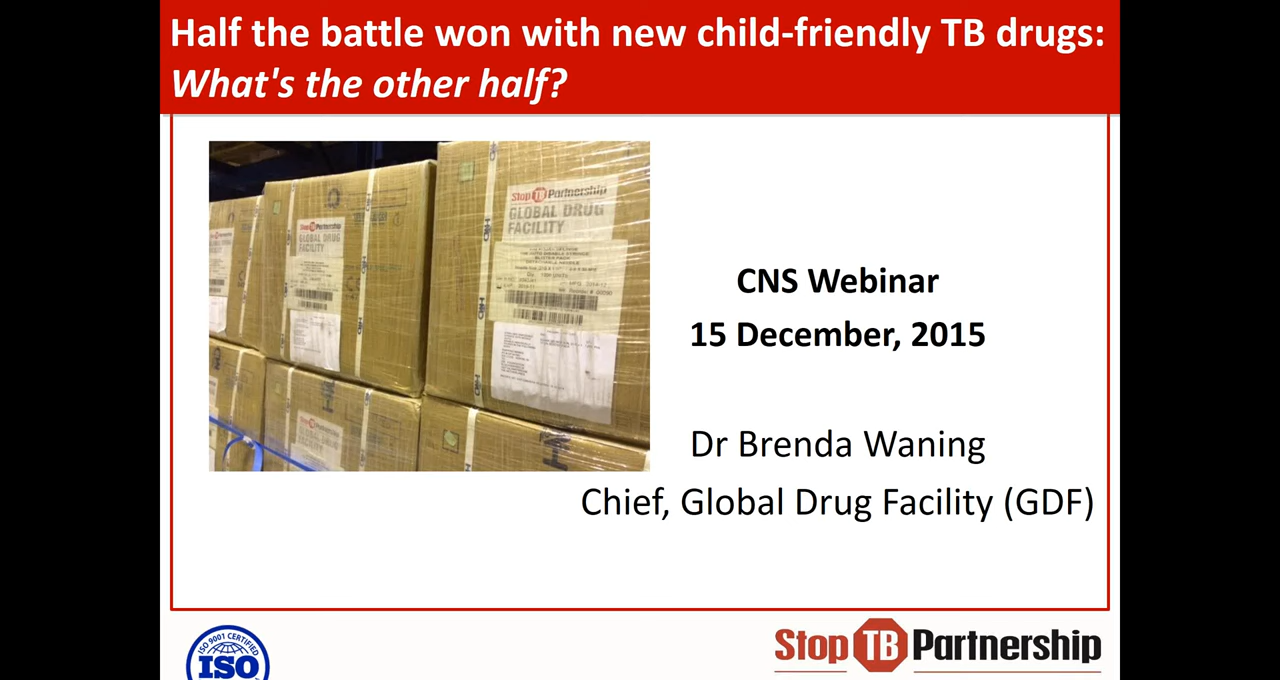 Half the battle won with new child-friendly TB drugs:
What's the other half?
Stop TB Partnership
GLOBAL DRUG
FACILITY
Stop TB Partnership
GLOBAL DRUG
FACILITY
CNS Webinar
15 December, 2015
Dr Brenda Waning
Chief, Global Drug Facility (GDF)
ISO 9001 CERTIFIED
ISO
Stop TB Partnership